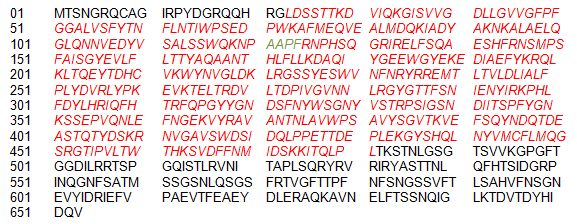 01 MTSNGRQCAG IRPYDGRQQH RGLDSSTTKD VIQKGISVVG DLLGVVGFPF
51 GGALVSFYTN FLNTIWPSED PWKAFMEQVE ALMDQKIADY AKNKALAELQ
101 GLQNNVEDYV SALSSWQKNP AAPFRNPHSQ GRIRELFSQA ESHFRNSMPS
151 FAISGYEVLF LTTYAQAANT HLFLLKDAQI YGEEWGYEKE DIAEFYKRQL
201 KLTQEYTDHC VKWYNVGLDK LRGSSYESWV NFNRYRREMT LTVLDLIALF
251 PLYDVRLYPK EVKTELTRDV LTDPIVGVNN LRGYGTTFSN IENYIRKPHL
301 FDYLHRIQFH TRFQPGYYGN DSFNYWSGNY VSTRPSIGSN DIITSPFYGN
351 KSSEPVQNLE FNGEKVYRAV ANTNLAVWPS AVYSGVTKVE FSQYNDQTDE
401 ASTQTYDSKR NVGAVSWDSI DQLPPETTDE PLEKGYSHQL NYVMCFLMQG
451 SRGTIPVLTW THKSVDFFNM IDSKKITQLP LTKSTNLGSG TSVVKGPGFT
501 GGDILRRTSP GQISTLRVNI TAPLSQRYRV RIRYASTTNL QFHTSIDGRP
551 INQGNFSATM SSGSNLQSGS FRTVGFTTPF NFSNGSSVFT LSAHVFNSGN
601 EVYIDRIEFV PAEVTFEAEY DLERAQKAVN ELFTSSNQIG LKTDVTDYHI
651 DQV